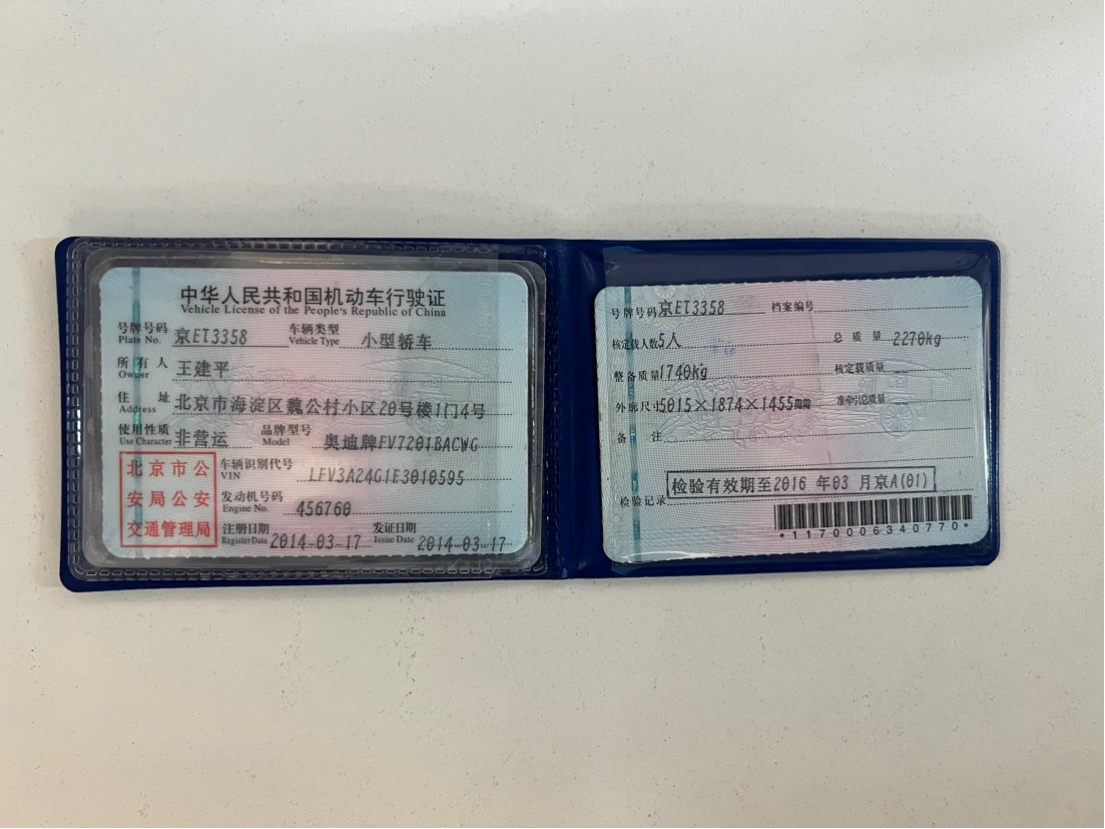 中华人民共和国机动车行驶证
Vehicle License of the People's Republic of China
号牌号码 京ET3358 车辆类型 小型轿车
Plate No. Vehicle Type
所有人 王建平
Owner
住址 北京市海淀区魏公村小区20号楼1门4号
Address
使用性质 非营运 品牌型号 奥迪牌FV7201BACWG
Use Character Model
北京市公安局公安交通管理局
车辆识别代号 LFV3A24G1E3010595
VIN
发动机号码 456760
Engine No.
注册日期 2014-03-17 发证日期 2014-03-17
Register Date Issue Date
号牌号码 京ET3358 档案编号
核定载人数 5人 总质量 2270kg
整备质量 1740kg 核定载质量 --
外廓尺寸 5015×1874×1455mm 准牵引总质量 --
备注
检验记录 检验有效期至2016 年03 月京A(01)
*1170006340770*